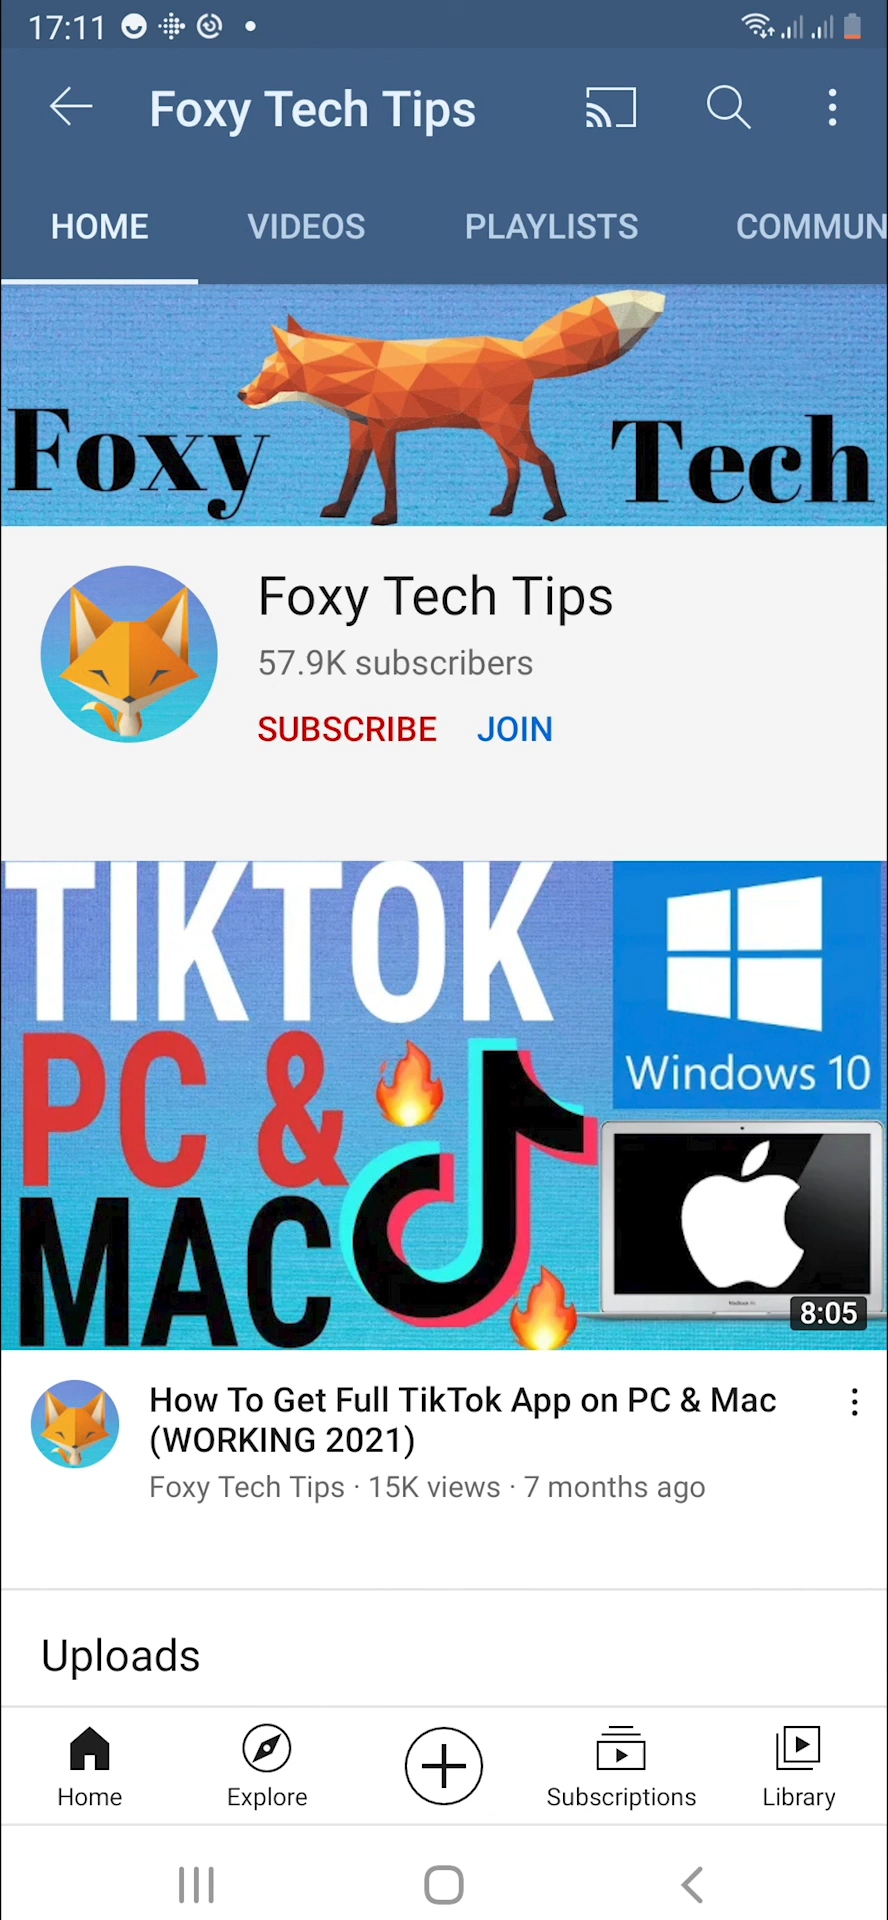 17:11
Foxy Tech Tips
HOME VIDEOS PLAYLISTS COMMUN
Foxy Tech
Foxy Tech Tips
57.9K subscribers
SUBSCRIBE JOIN
TIKTOK
PC &
MAC
Windows 10
8:05
How To Get Full TikTok App on PC & Mac
(WORKING 2021)
Foxy Tech Tips · 15K views · 7 months ago
Uploads
Home Explore Subscriptions Library